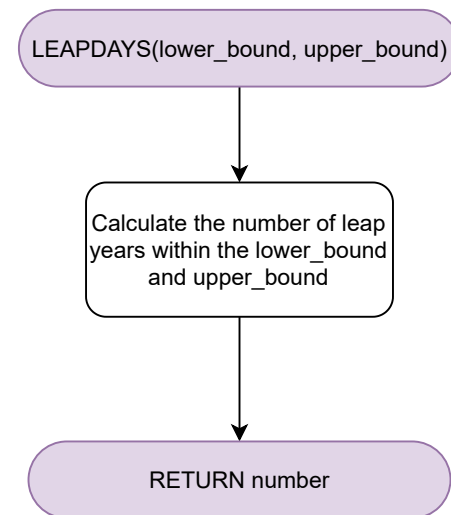 LEAPDAYS(lower_bound, upper_bound)
Calculate the number of leap
years within the lower_bound
and upper_bound
RETURN number